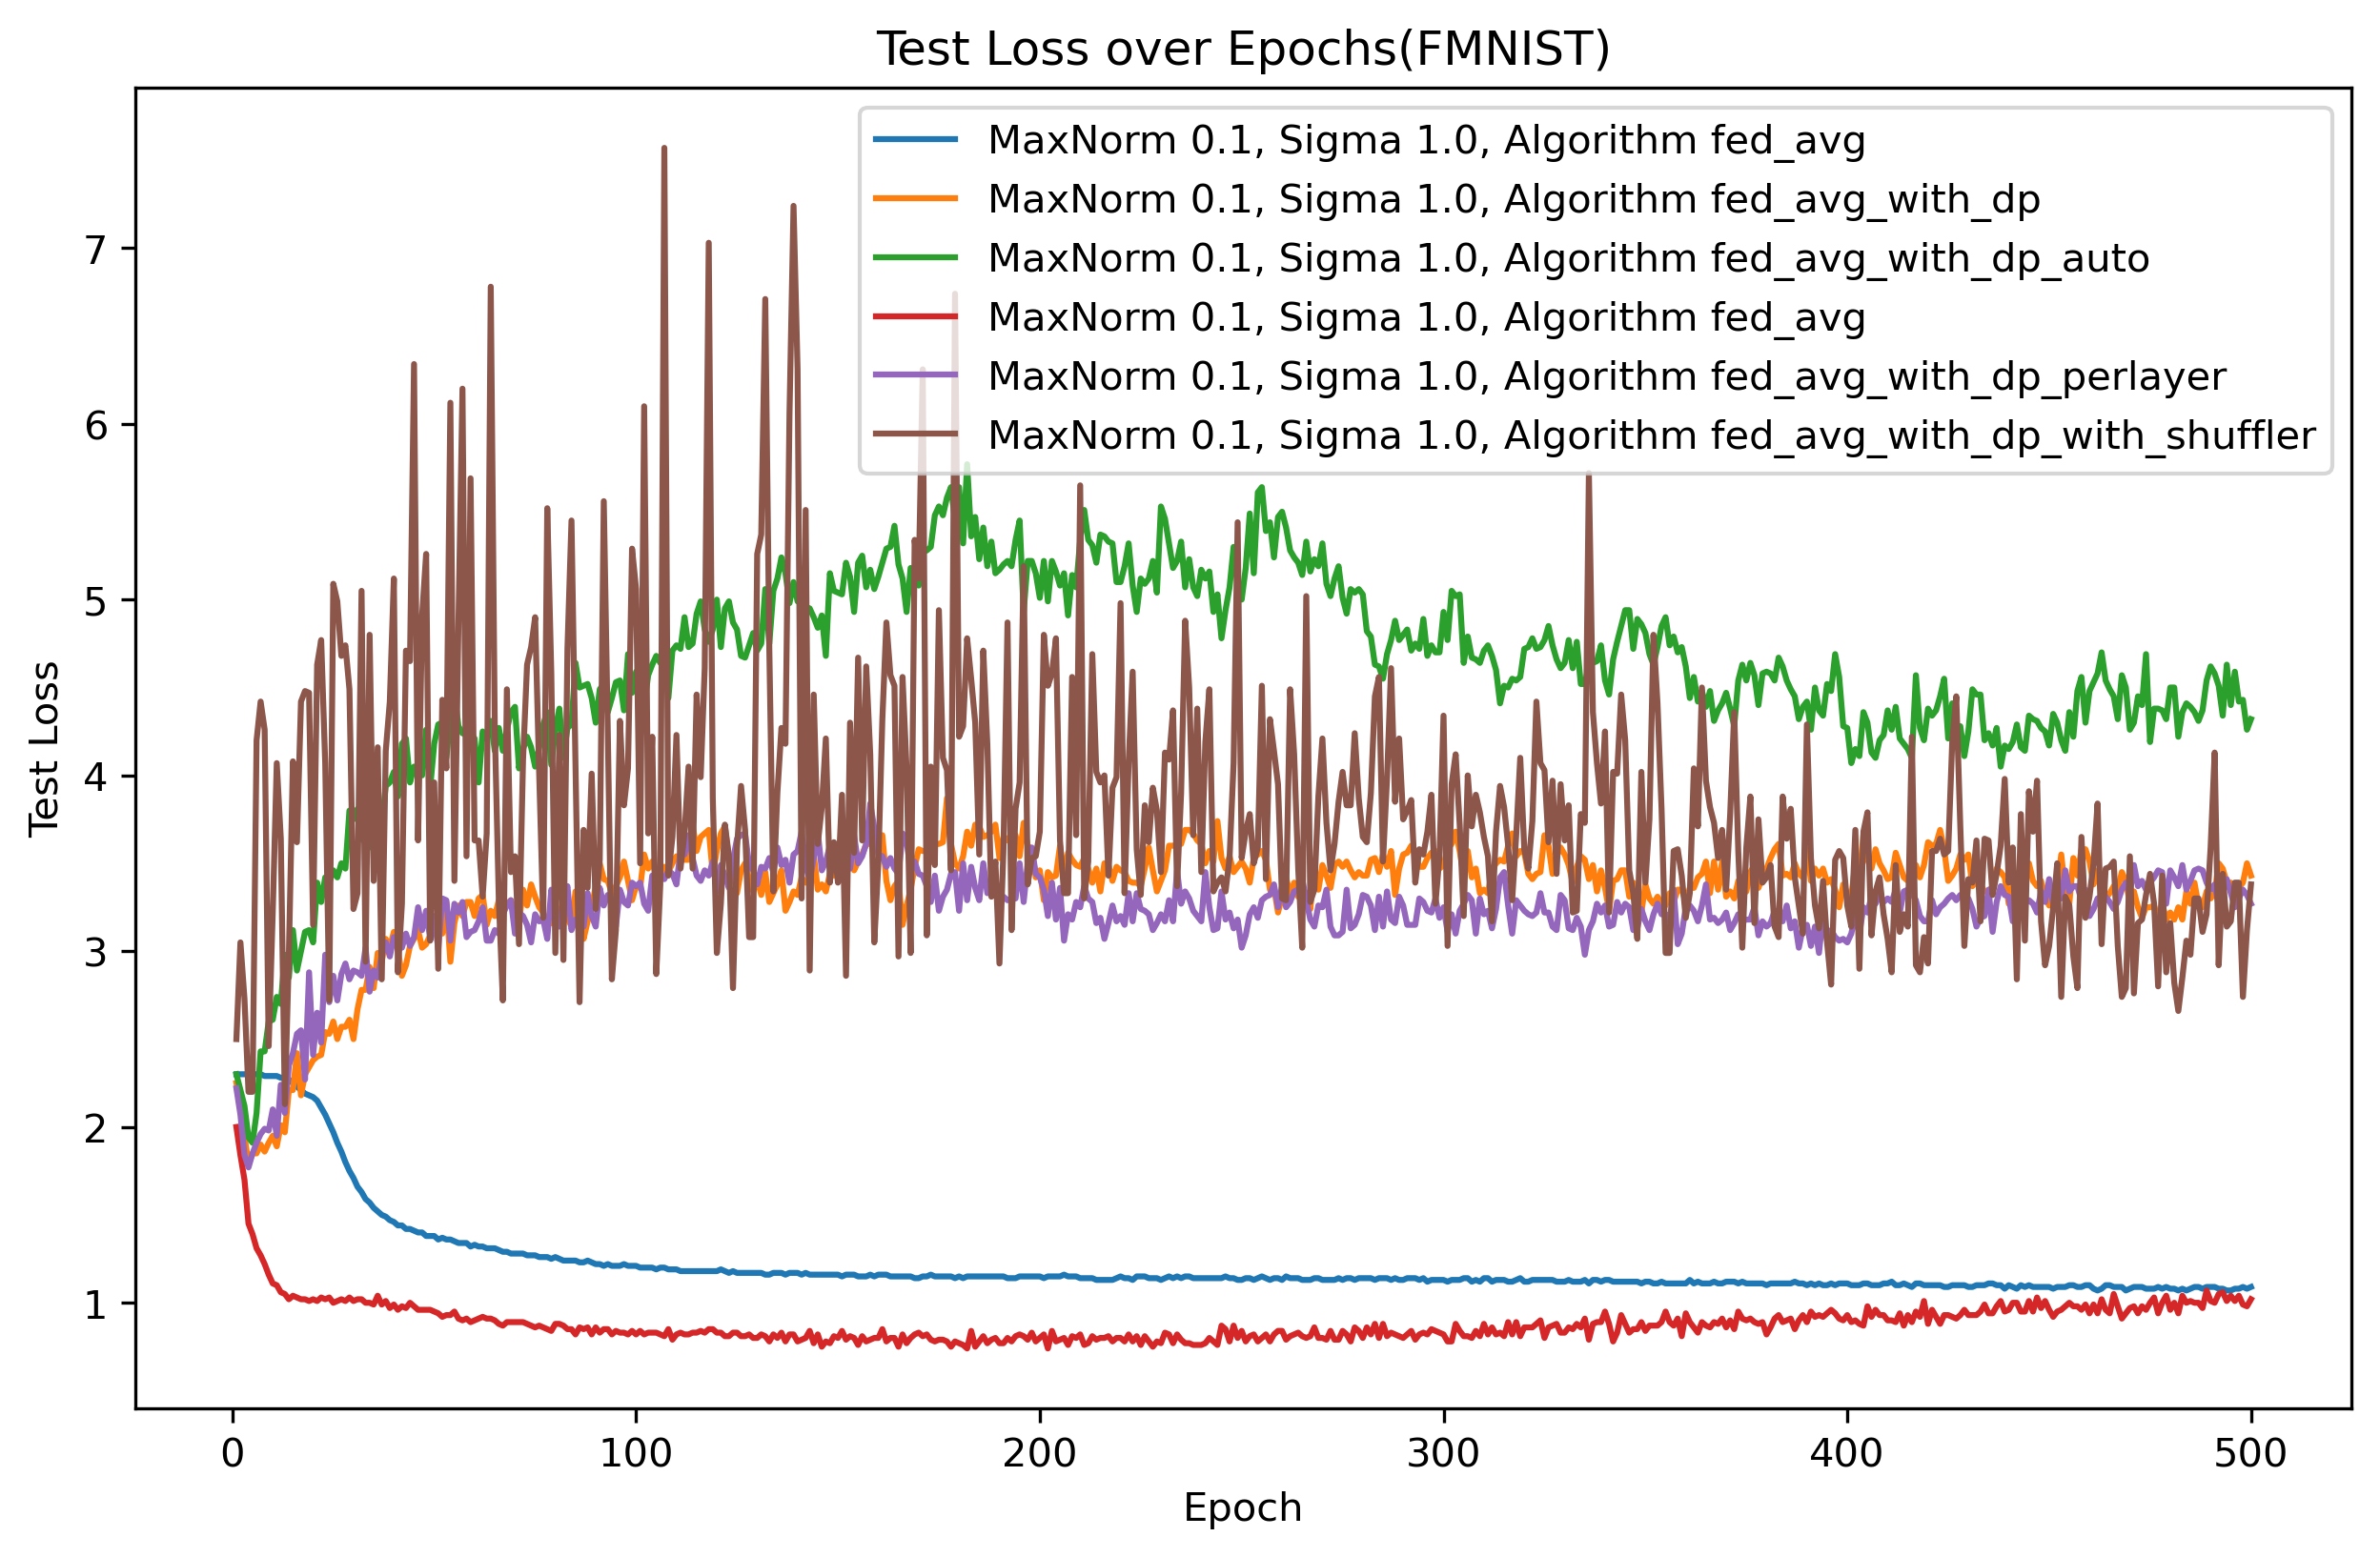 Test Loss over Epochs(FMNIST)
MaxNorm 0.1, Sigma 1.0, Algorithm fed_avg
MaxNorm 0.1, Sigma 1.0, Algorithm fed_avg_with_dp
MaxNorm 0.1, Sigma 1.0, Algorithm fed_avg_with_dp_auto
MaxNorm 0.1, Sigma 1.0, Algorithm fed_avg
MaxNorm 0.1, Sigma 1.0, Algorithm fed_avg_with_dp_perlayer
MaxNorm 0.1, Sigma 1.0, Algorithm fed_avg_with_dp_with_shuffler
Test Loss
7
6
5
4
3
2
1
0 100 200 300 400 500
Epoch